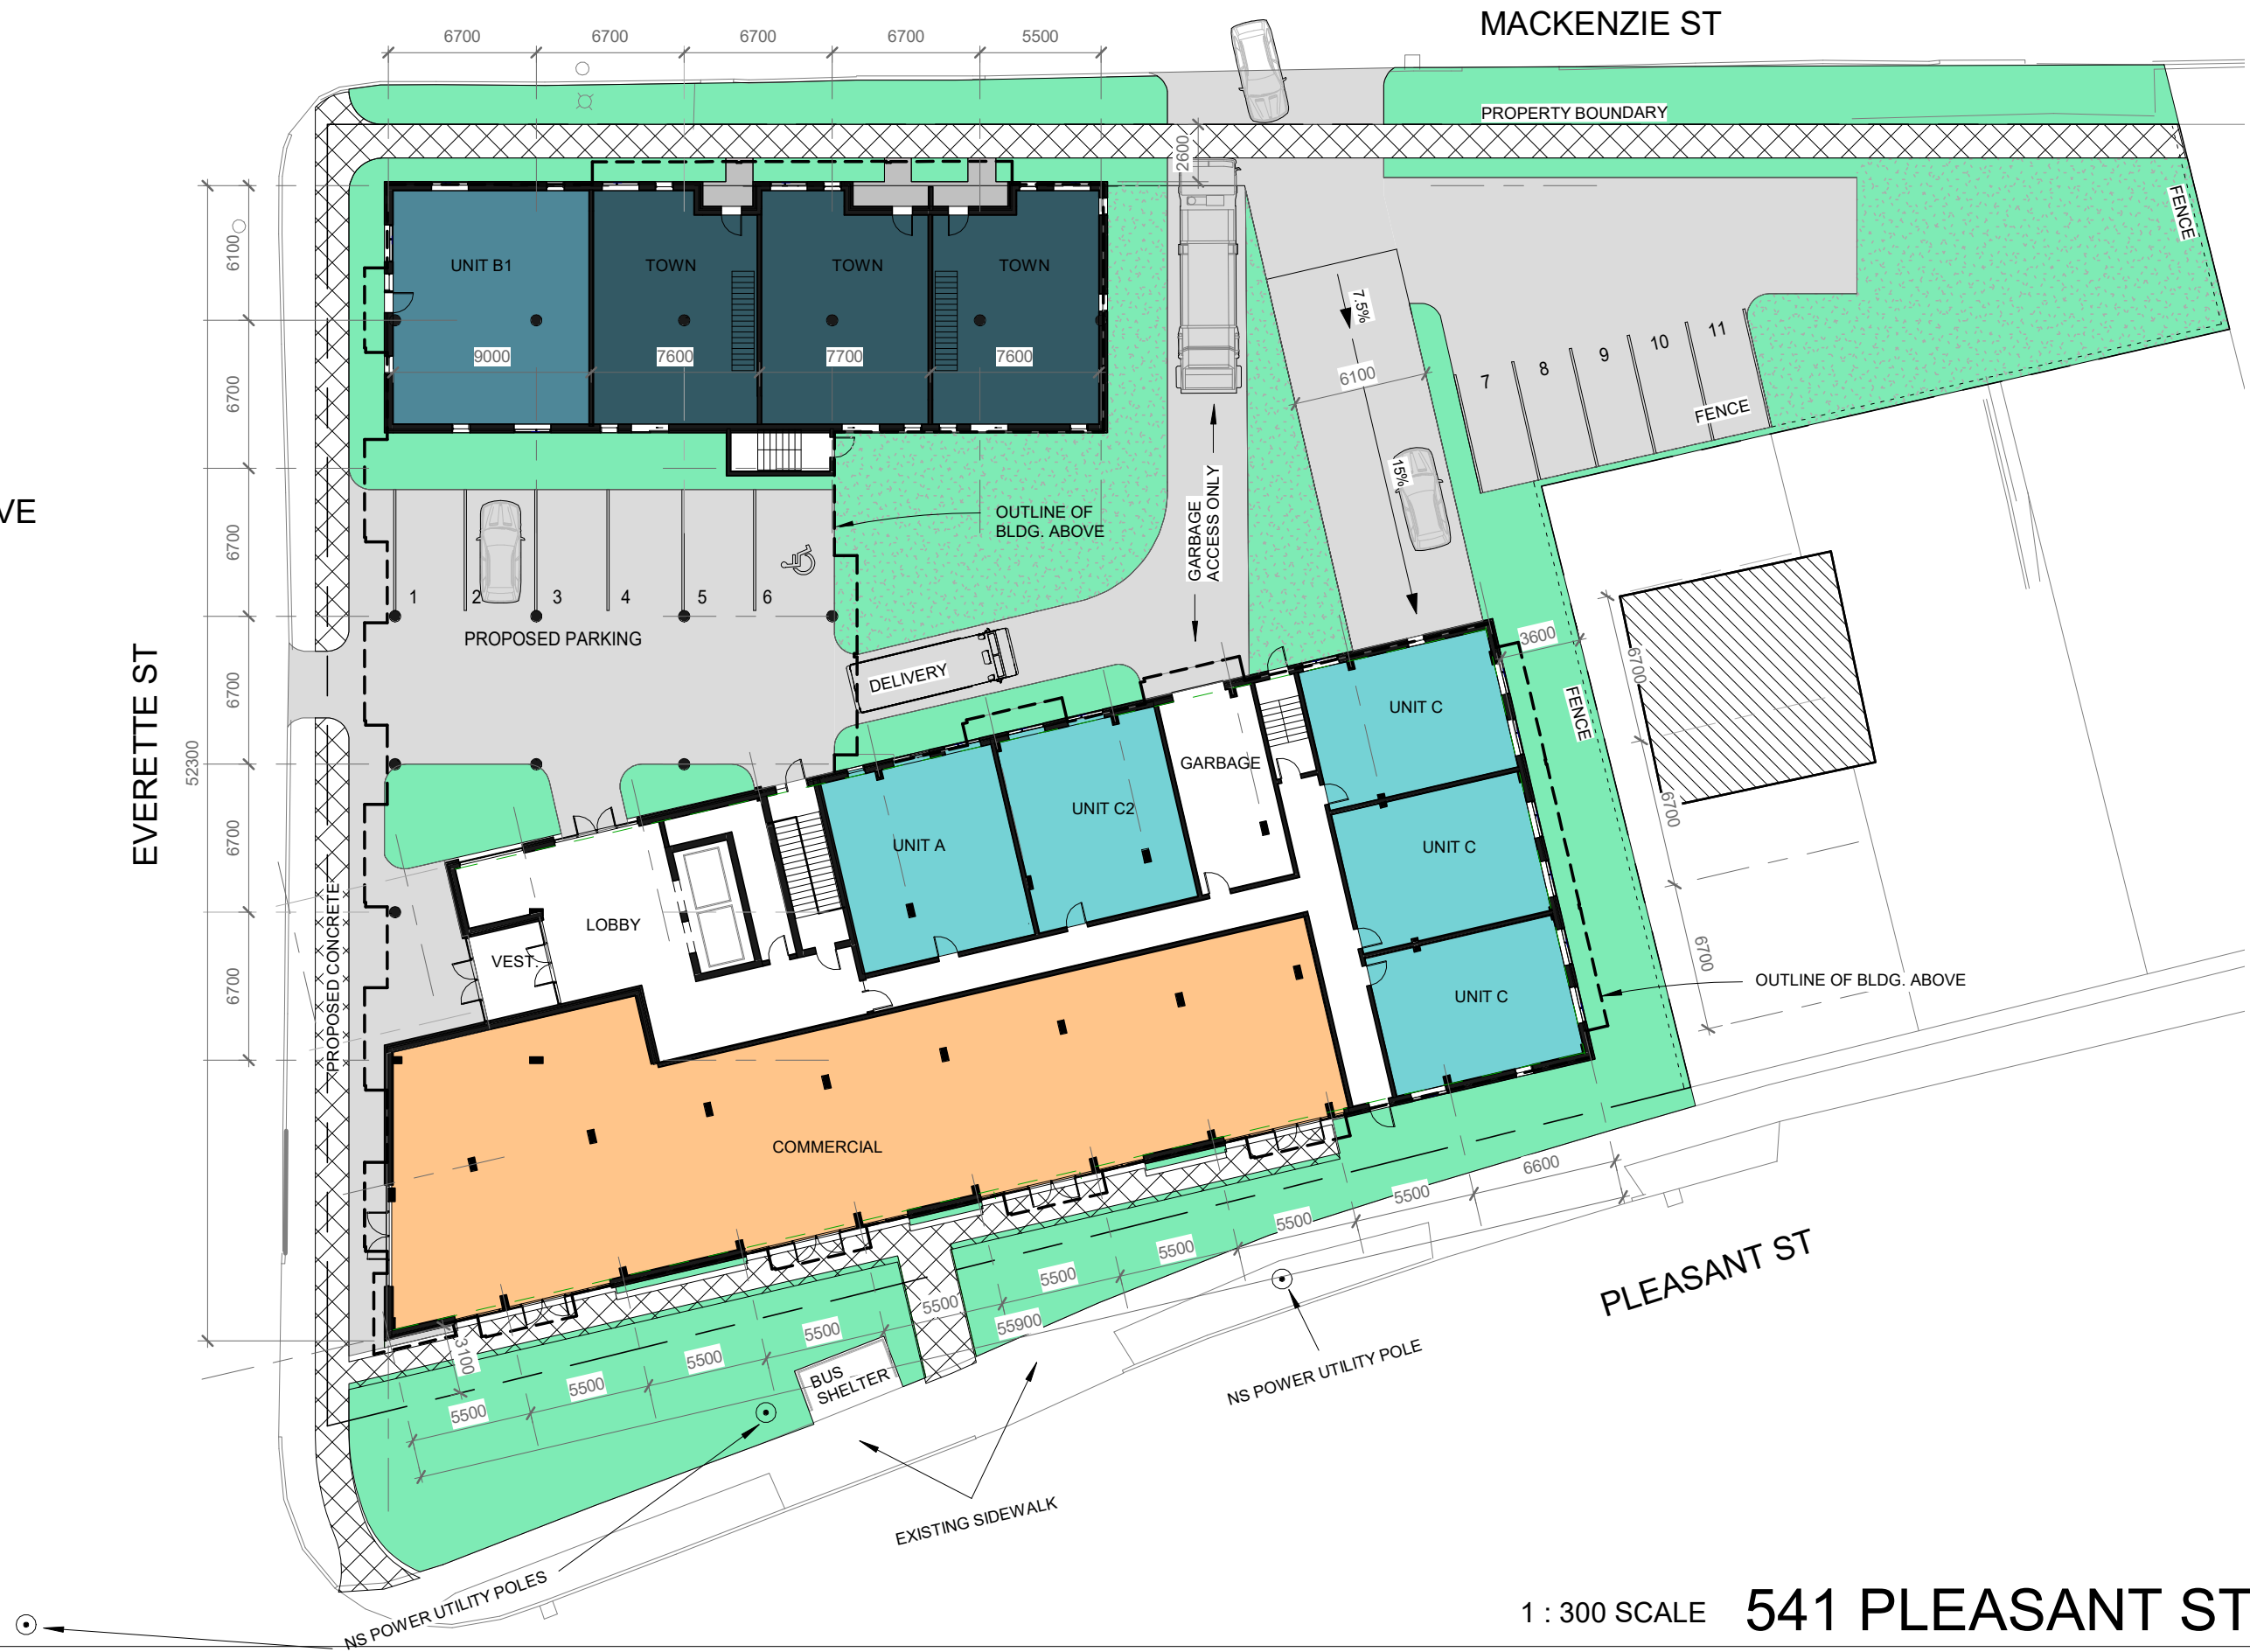 MACKENZIE ST
6700
6700
6700
6700
5500
PROPERTY BOUNDARY
2600
FENCE
6100
UNIT B1
TOWN
TOWN
TOWN
7.5%
9000
7600
7700
7600
6100
6700
7
8
9
10
11
FENCE
15%
VE
OUTLINE OF
BLDG. ABOVE
GARBAGE
ACCESS ONLY
6700
1
2
3
4
5
6
PROPOSED PARKING
3600
6700
EVERETTE ST
6700
DELIVERY
FENCE
UNIT C
52300
GARBAGE
6700
UNIT C2
UNIT A
UNIT C
6700
LOBBY
VEST.
6700
6700
PROPOSED CONCRETE
OUTLINE OF BLDG. ABOVE
UNIT C
COMMERCIAL
6600
5500
5500
5500
5500
5500
5500
5500
5500
5500
3100
55900
PLEASANT ST
BUS
SHELTER
NS POWER UTILITY POLE
EXISTING SIDEWALK
NS POWER UTILITY POLES
1 : 300 SCALE
541 PLEASANT ST